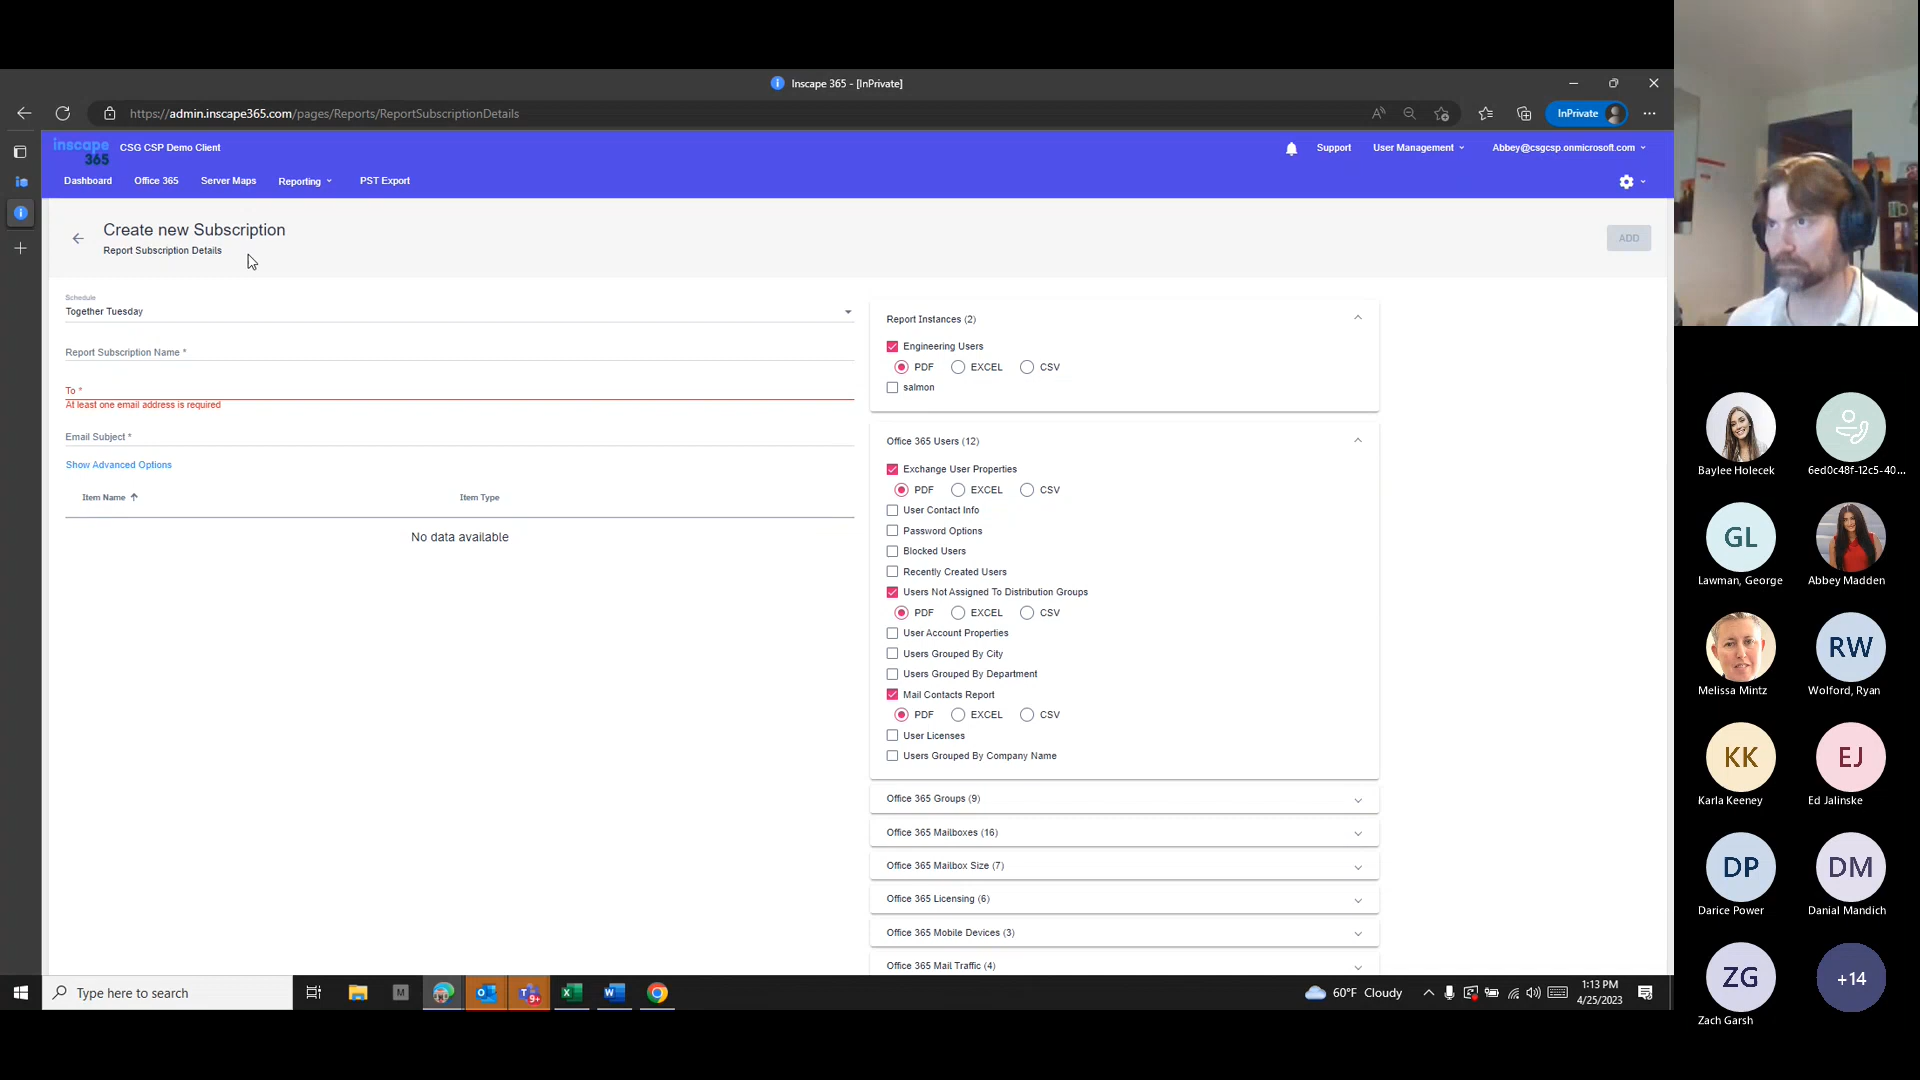 Inscape 365 - [InPrivate]
https://admin.inscape365.com/pages/Reports/ReportSubscriptionDetails
InPrivate
inscape
365
CSG CSP Demo Client
Support
User Management
Abbey@csgcsp.onmicrosoft.com
Dashboard
Office 365
Server Maps
Reporting
PST Export
Create new Subscription
Report Subscription Details
ADD
Schedule
Together Tuesday
Report Subscription Name *
To *
At least one email address is required
Email Subject *
Show Advanced Options
Item Name
Item Type
No data available
Report Instances (2)
Engineering Users
PDF
EXCEL
CSV
salmon
Office 365 Users (12)
Exchange User Properties
PDF
EXCEL
CSV
User Contact Info
Password Options
Blocked Users
Recently Created Users
Users Not Assigned To Distribution Groups
PDF
EXCEL
CSV
User Account Properties
Users Grouped By City
Users Grouped By Department
Mail Contacts Report
PDF
EXCEL
CSV
User Licenses
Users Grouped By Company Name
Office 365 Groups (9)
Office 365 Mailboxes (16)
Office 365 Mailbox Size (7)
Office 365 Licensing (6)
Office 365 Mobile Devices (3)
Office 365 Mail Traffic (4)
Type here to search
9+
60°F Cloudy
1:13 PM
4/25/2023
Baylee Holecek
6ed0c48f-12c5-40...
GL
Lawman, George
Abbey Madden
Melissa Mintz
RW
Wolford, Ryan
KK
Karla Keeney
EJ
Ed Jalinske
DP
Darice Power
DM
Danial Mandich
ZG
Zach Garsh
+14